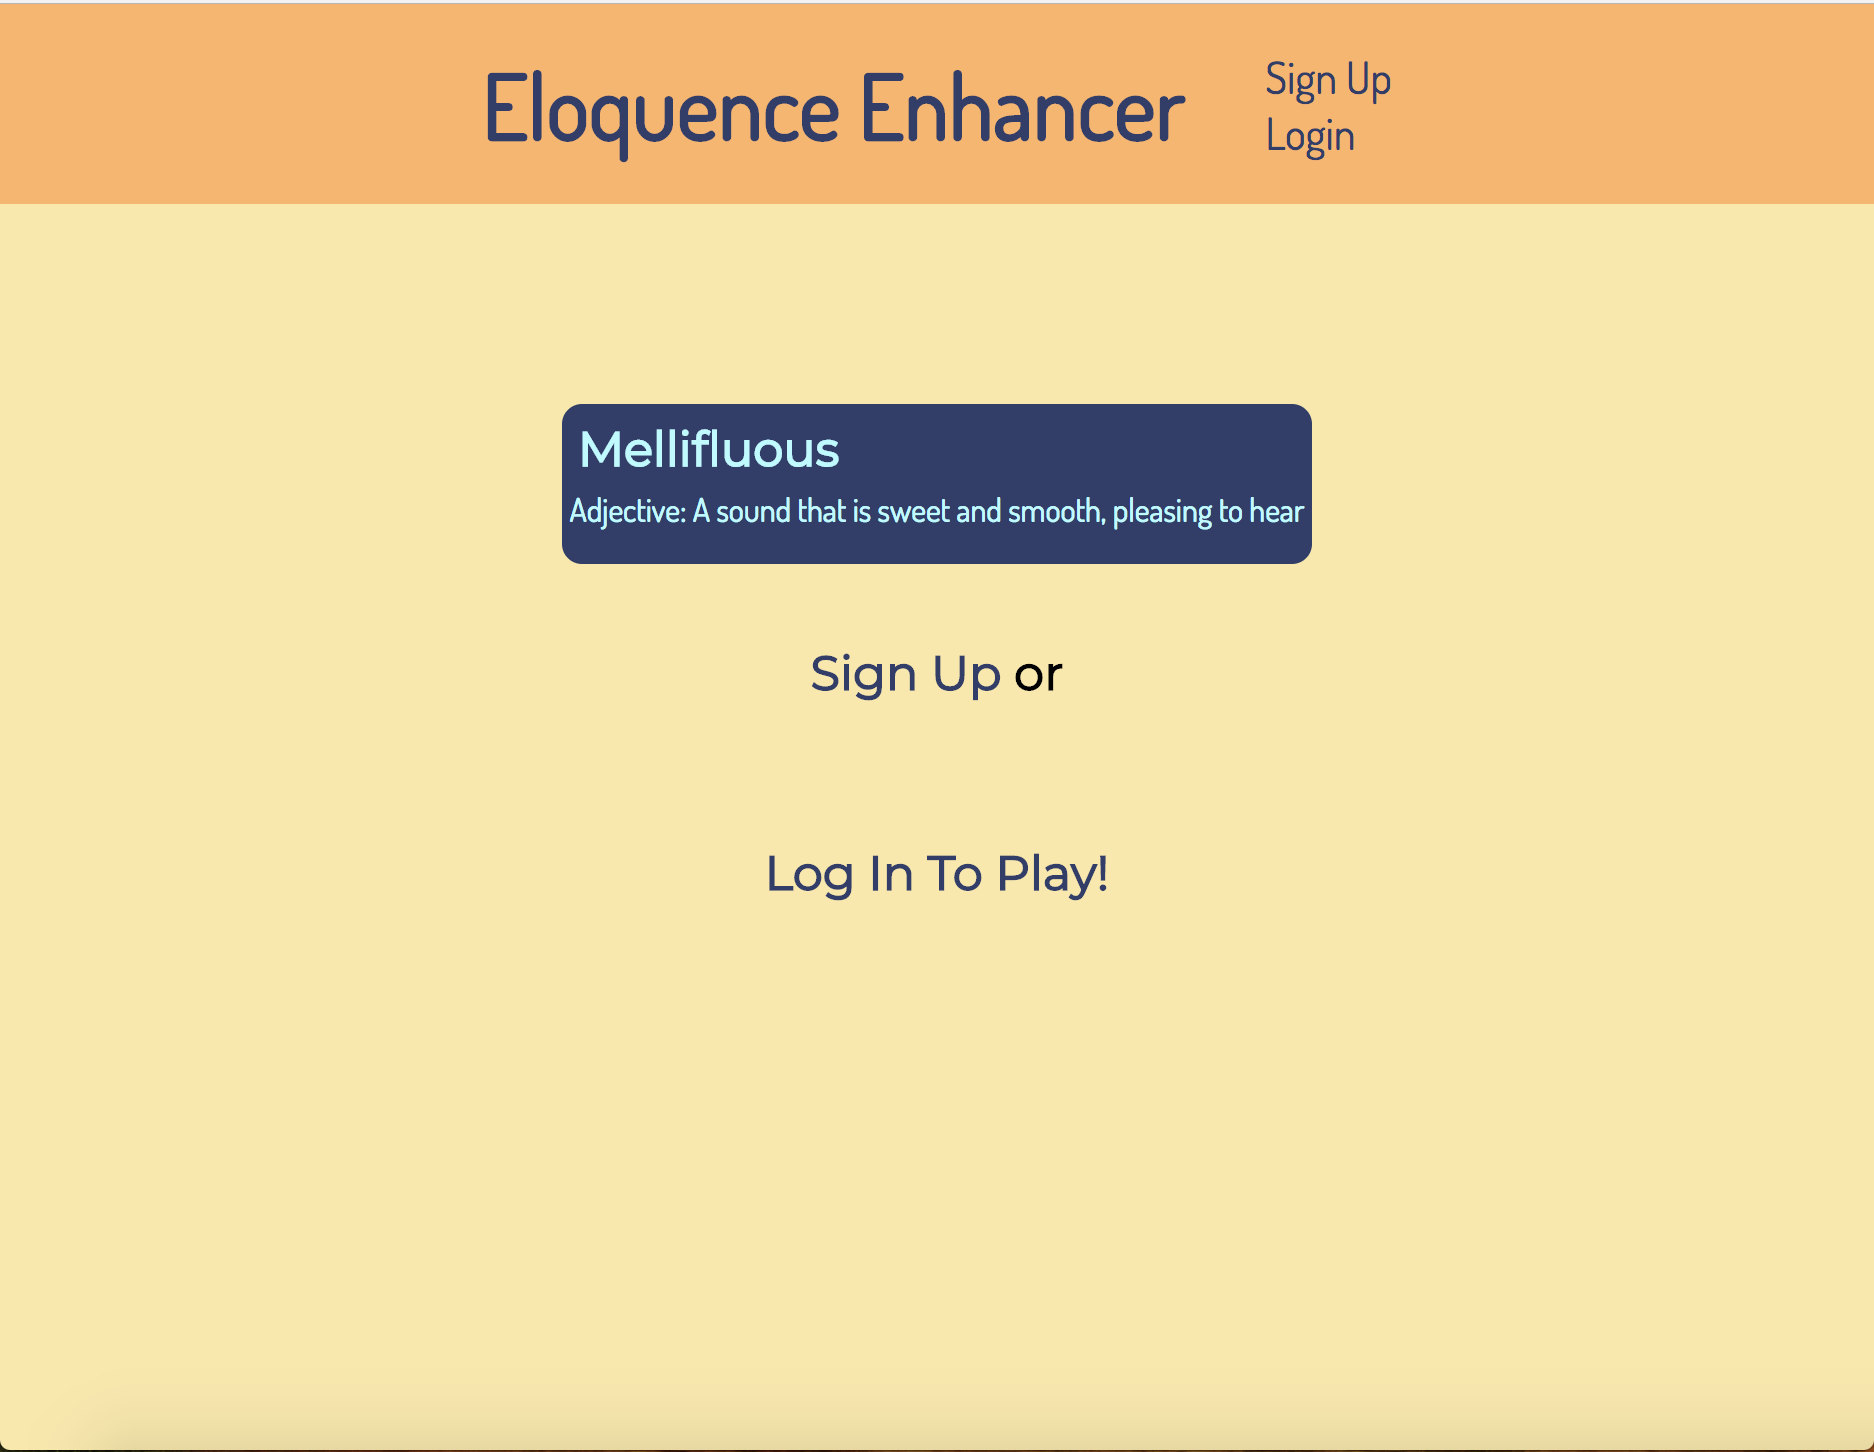 Eloquence Enhancer
Sign Up
Login
Mellifluous
Adjective: A sound that is sweet and smooth, pleasing to hear
Sign Up or
Log In To Play!